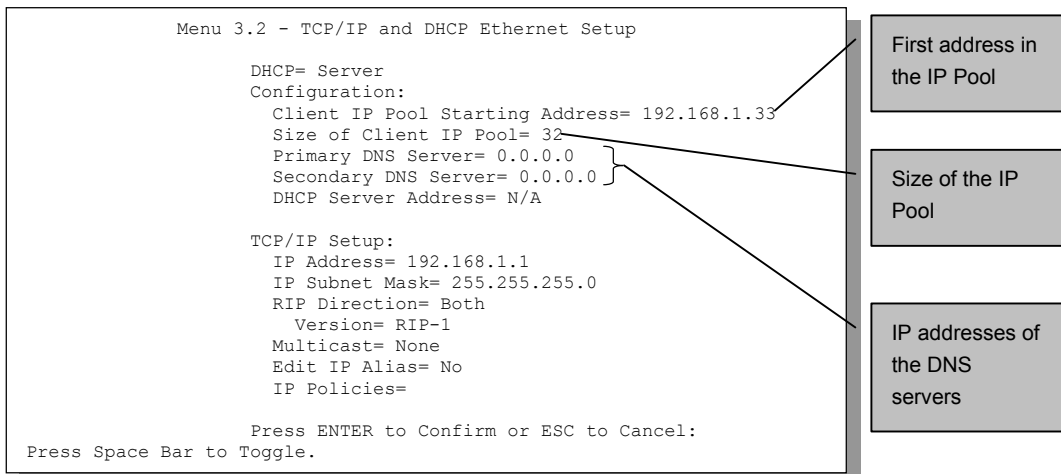 Menu 3.2 - TCP/IP and DHCP Ethernet Setup
DHCP= Server
Configuration:
Client IP Pool Starting Address= 192.168.1.33
Size of Client IP Pool= 32
Primary DNS Server= 0.0.0.0
Secondary DNS Server= 0.0.0.0
DHCP Server Address= N/A
TCP/IP Setup:
IP Address= 192.168.1.1
IP Subnet Mask= 255.255.255.0
RIP Direction= Both
Version= RIP-1
Multicast= None
Edit IP Alias= No
IP Policies=
Press ENTER to Confirm or ESC to Cancel:
Press Space Bar to Toggle.
First address in
the IP Pool
Size of the IP
Pool
IP addresses of
the DNS
servers